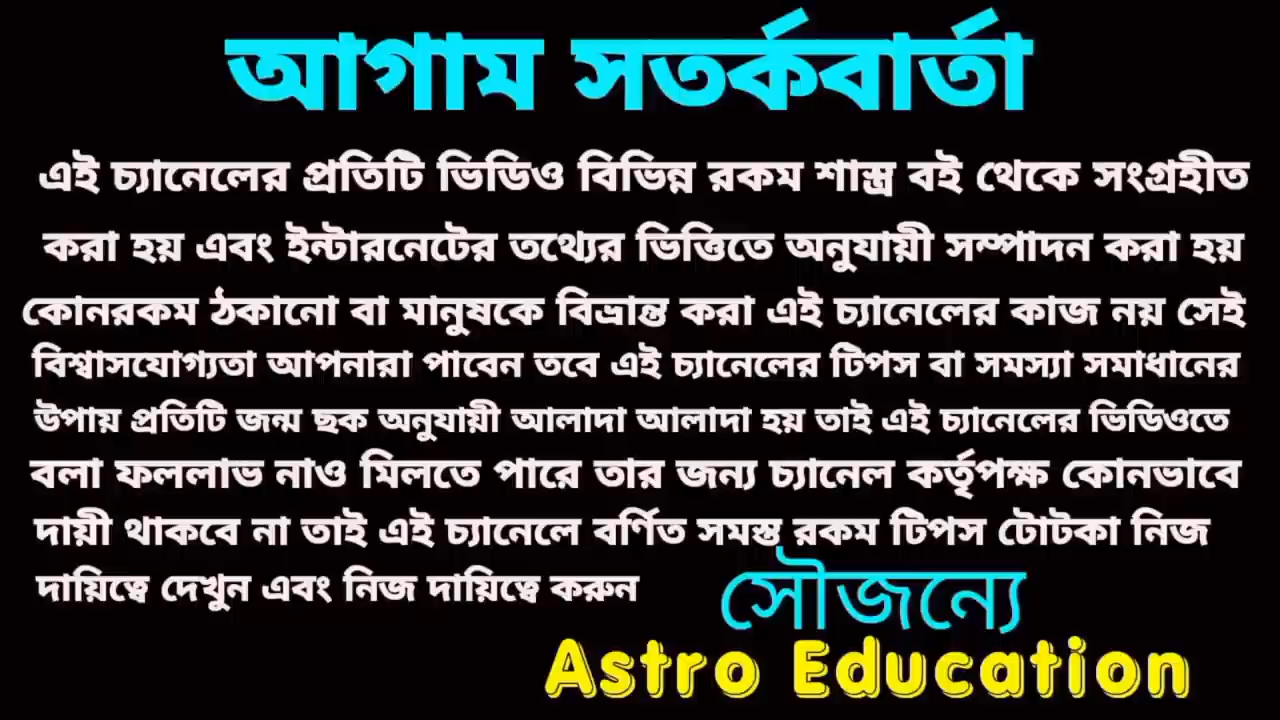 আগাম সতর্কবার্তা
এই চ্যানেলের প্রতিটি ভিডিও বিভিন্ন রকম শাস্ত্র বই থেকে সংগ্রহীত
করা হয় এবং ইন্টারনেটের তথ্যের ভিত্তিতে অনুযায়ী সম্পাদন করা হয়
কোনরকম ঠকানো বা মানুষকে বিভ্রান্ত করা এই চ্যানেলের কাজ নয় সেই
বিশ্বাসযোগ্যতা আপনারা পাবেন তবে এই চ্যানেলের টিপস বা সমস্যা সমাধানের
উপায় প্রতিটি জন্ম ছক অনুযায়ী আলাদা আলাদা হয় তাই এই চ্যানেলের ভিডিওতে
বলা ফললাভ নাও মিলতে পারে তার জন্য চ্যানেল কর্তৃপক্ষ কোনভাবে
দায়ী থাকবে না তাই এই চ্যানেলে বর্ণিত সমস্ত রকম টিপস টোটকা নিজ
দায়িত্বে দেখুন এবং নিজ দায়িত্বে করুন
সৌজন্যে
Astro Education